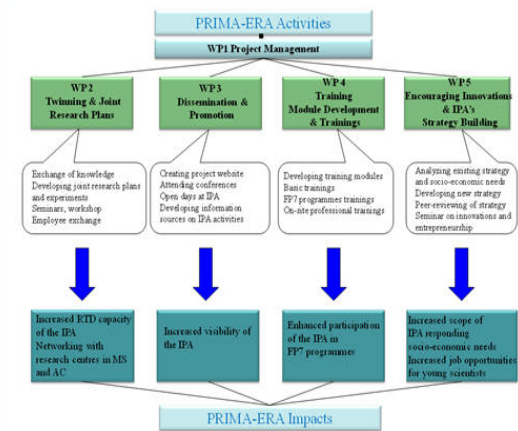 PRIMA-ERA Activities
WP1 Project Management
WP2
Twinning & Joint
Research Plans
WP3
Dissemination &
Promotion
WP4
Training
Module Development
& Trainings
WP5
Encouraging Innovations
& IPA's
Strategy Building
Exchange of knowledge
Developing joint research plans
and experiments
Seminars, workshop
Employee exchange
Creating project website
Attending conferences
Open days at IPA
Developing information
sources on IPA activities
Developing training modules
Basic trainings
FP7 programmes trainings
On-site professional trainings
Analyzing existing strategy
and socio-economic needs
Developing new strategy
Peer-reviewing of strategy
Seminar on innovations and
entrepreneurship
Increased RTD capacity
of the IPA
Networking with
research centres in MS
and AC
Increased visibility of
the IPA
Enhanced participation
of the IPA in
FP7 programmes
Increased scope of
IPA responding
socio-economic needs
Increased job opportunities
for young scientists
PRIMA-ERA Impacts